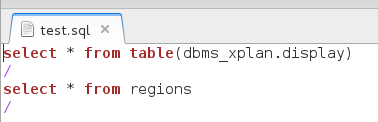 test.sql
select * from table(dbms_xplan.display)
/
select * from regions
/